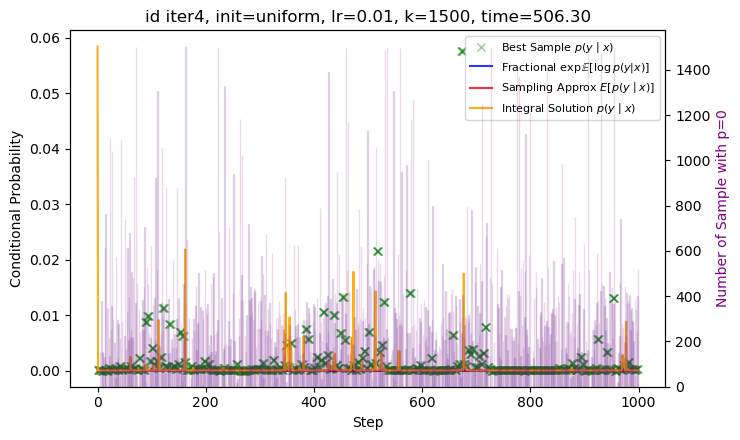 id iter4, init=uniform, lr=0.01, k=1500, time=506.30
Conditional Probability
0.06
0.05
0.04
0.03
0.02
0.01
0.00
Best Sample p(y | x)
Fractional exp.𝔼[log p(y|x)]
Sampling Approx E[p(y | x)]
Integral Solution p(y | x)
1400
1200
1000
800
600
400
200
0
Number of Sample with p=0
0 200 400 600 800 1000
Step